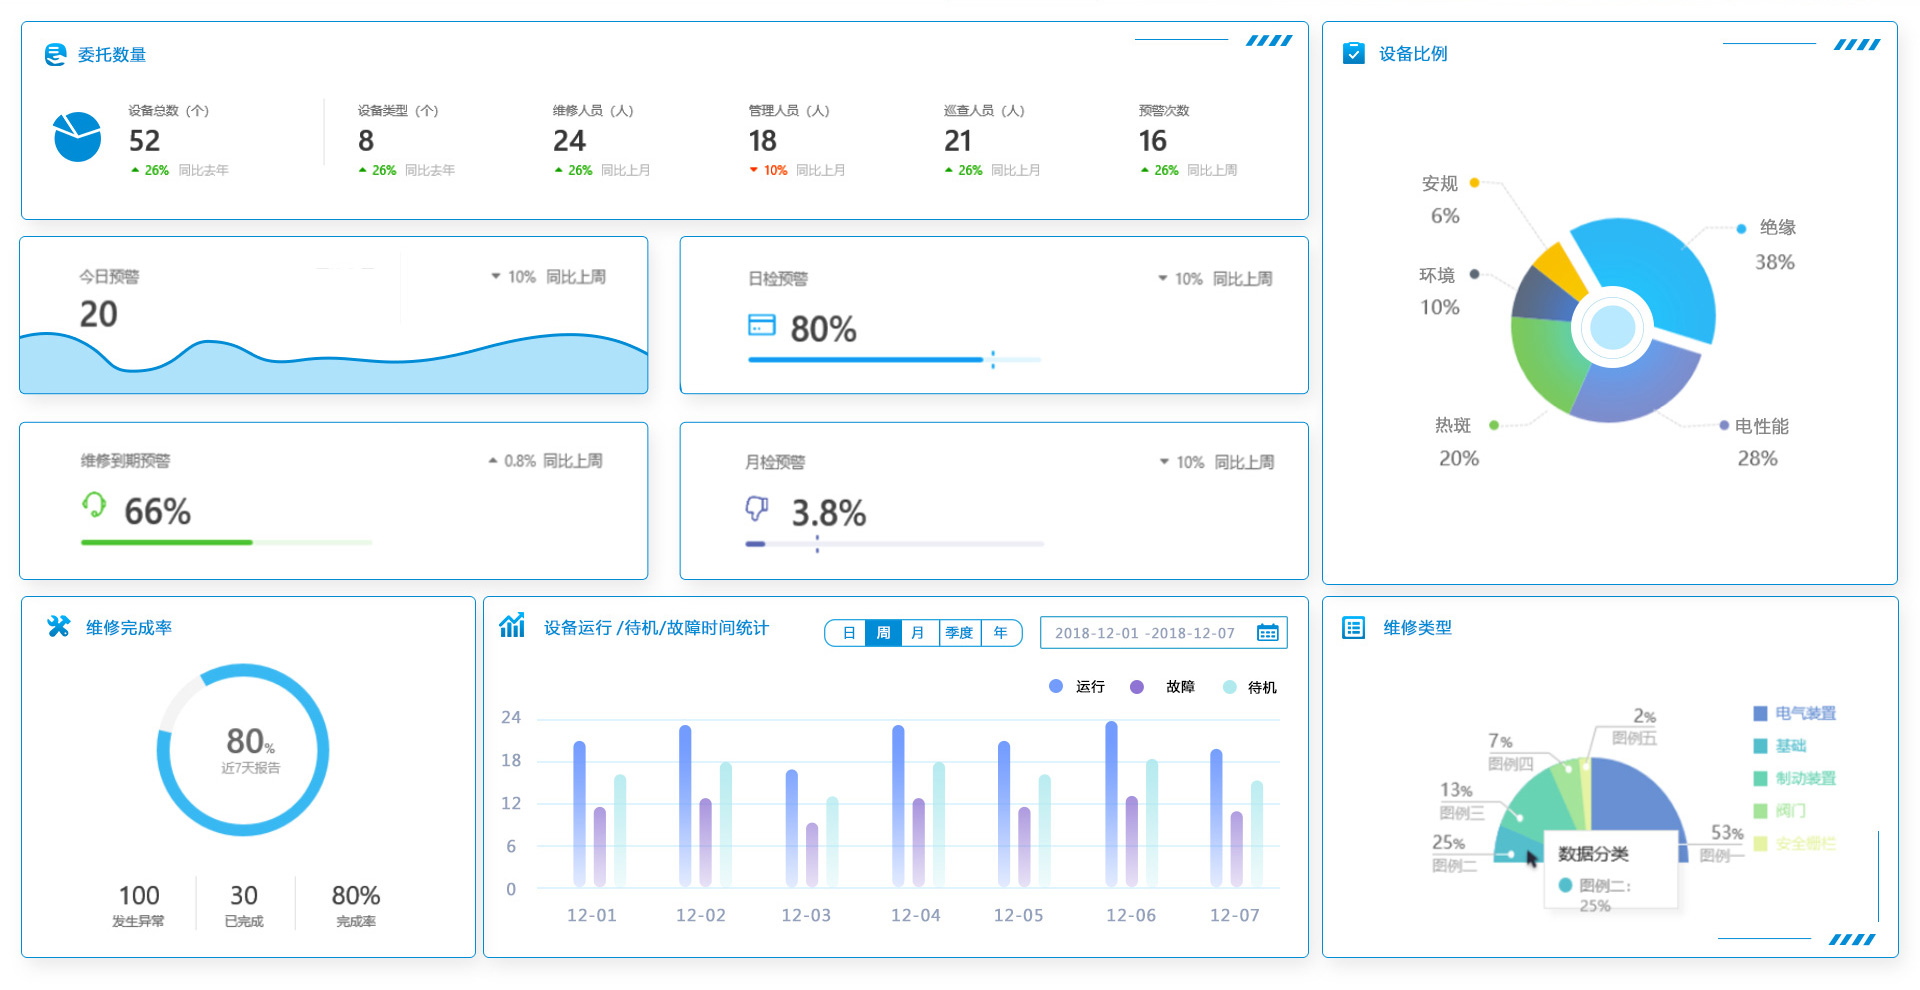 委托数量
设备总数（个）
52
26% 同比去年
设备类型（个）
8
26% 同比去年
维修人员（人）
24
26% 同比上月
管理人员（人）
18
10% 同比上月
巡查人员（人）
21
26% 同比上月
预警次数
16
26% 同比上周
设备比例
安规
6%
环境
10%
热斑
20%
绝缘
38%
电性能
28%
今日预警
20
10% 同比上周
日检预警
80%
10% 同比上周
维修到期预警
66%
0.8% 同比上周
月检预警
3.8%
10% 同比上周
维修完成率
80%
近7天报告
100
发生异常
30
已完成
80%
完成率
设备运行 /待机/故障时间统计
日 周 月 季度 年
2018-12-01 -2018-12-07
运行 故障 待机
24
18
12
6
0
12-01 12-02 12-03 12-04 12-05 12-06 12-07
维修类型
2%
图例五
7%
图例四
13%
图例三
25%
图例二
53%
图例一
数据分类
图例二：
25%
电气装置
基础
制动装置
阀门
安全栅栏